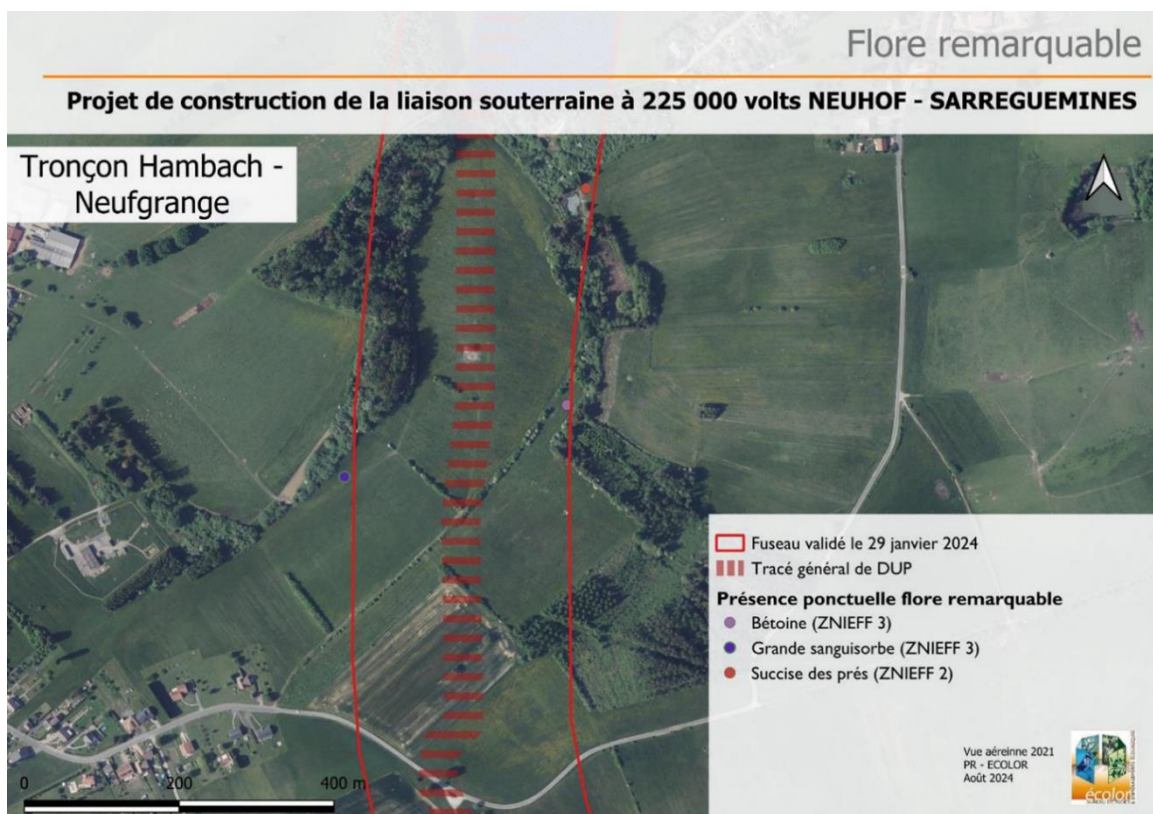 Flore remarquable
Projet de construction de la liaison souterraine à 225 000 volts NEUHOF - SARREGUEMINES
Tronçon Hambach -
Neufgrange
Fuseau validé le 29 janvier 2024
Tracé général de DUP
Présence ponctuelle flore remarquable
Bétoine (ZNIEFF 3)
Grande sanguisorbe (ZNIEFF 3)
Succise des prés (ZNIEFF 2)
Vue aéreinne 2021
PR - ECOLOR
Août 2024
écolor
0 200 400 m